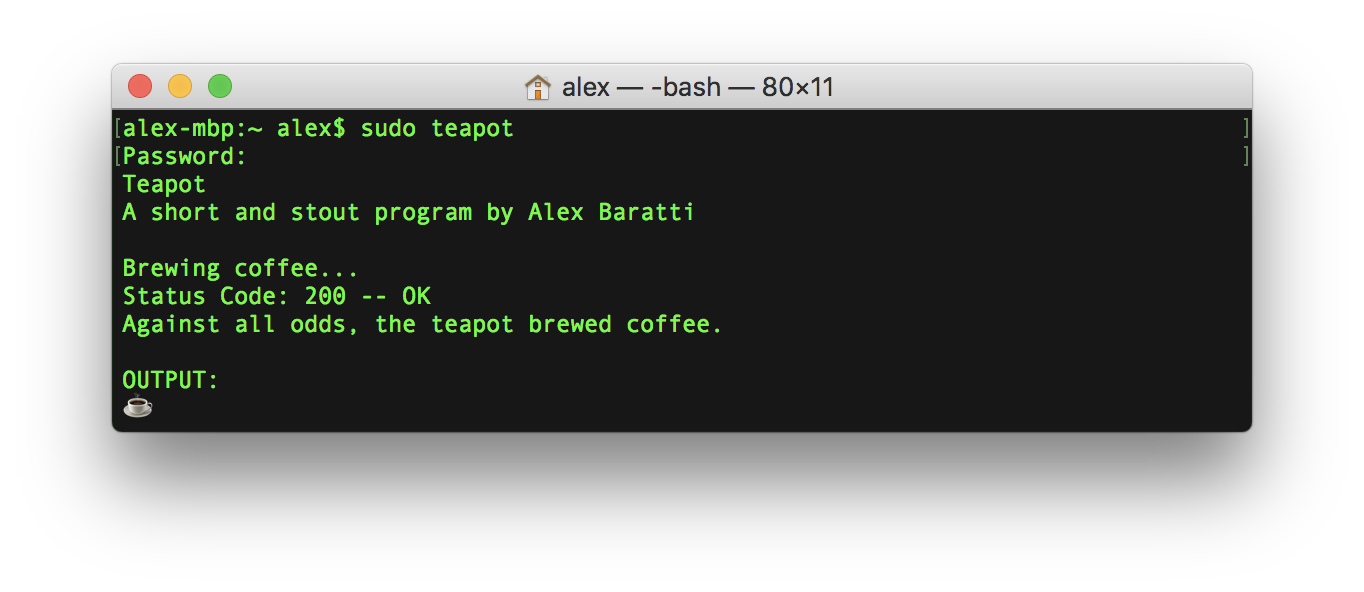 alex — -bash — 80×11
[alex-mbp:~ alex$ sudo teapot ]
[Password: ]
Teapot
A short and stout program by Alex Baratti
Brewing coffee...
Status Code: 200 -- OK
Against all odds, the teapot brewed coffee.
OUTPUT:
☕